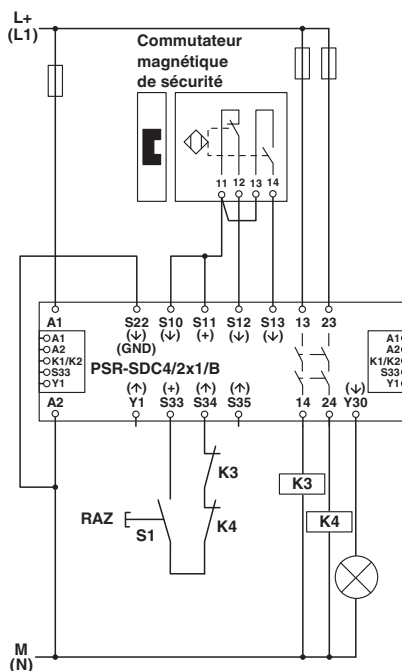 L+
(L1)
Commutateur
magnétique
de sécurité
11 12 13 14
A1 S22 S10 S11 S12 S13 13 23
(↓) (↓) (+) (↓) (↓)
(GND)
A1
A2
K1/K2
S33
Y1
A1
A2
K1/K2
S33
Y1
PSR-SDC4/2x1/B
(↑) (+) (↑) (↑) (↓)
A2 Y1 S33 S34 S35 14 24 Y30
K3
K4
RAZ
S1
K3
K4
M
(N)